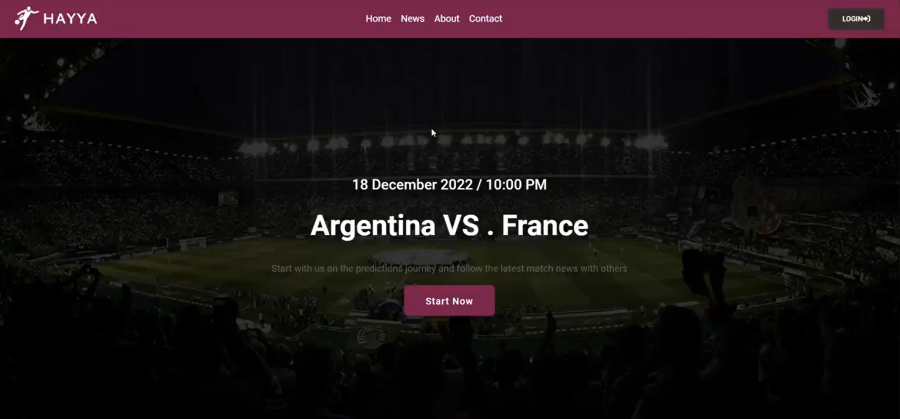 HAYYA
Home News About Contact
LOGIN
18 December 2022 / 10:00 PM
Argentina VS . France
Start with us on the predictions journey and follow the latest match news with others
Start Now